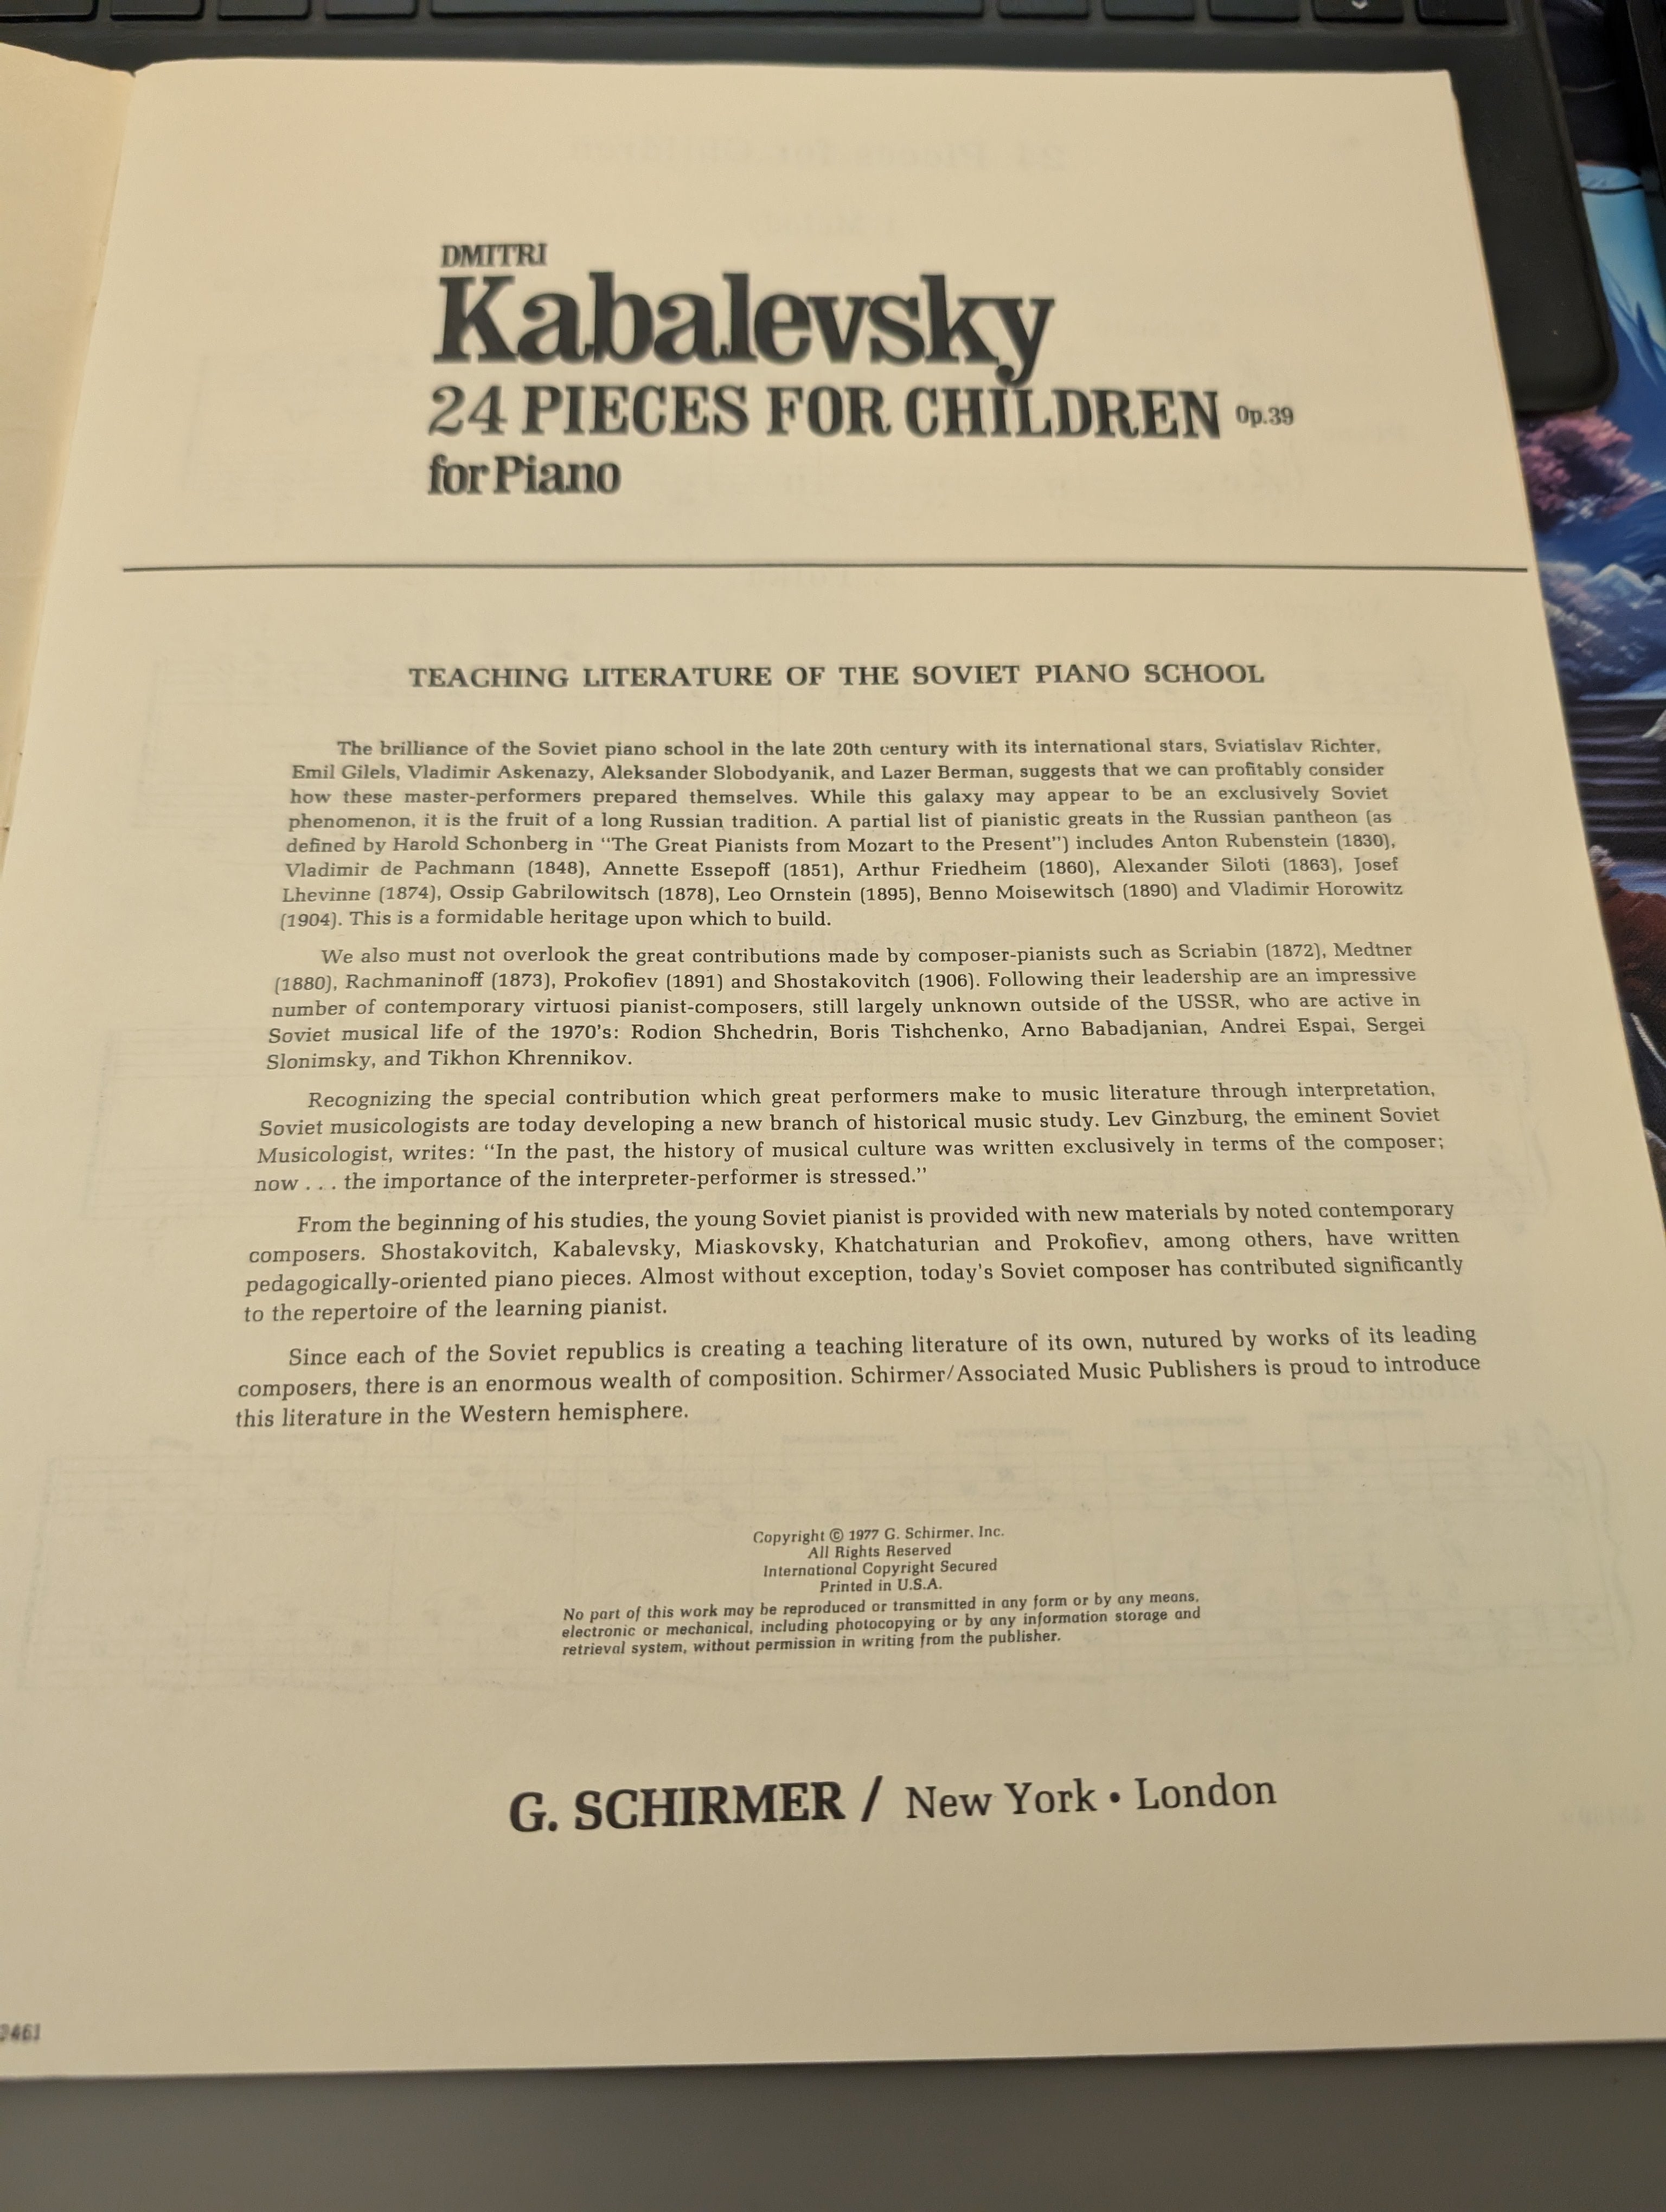 DMITRI
Kabalevsky
24 PIECES FOR CHILDREN Op.39
for Piano
TEACHING LITERATURE OF THE SOVIET PIANO SCHOOL
The brilliance of the Soviet piano school in the late 20th century with its international stars, Sviatislav Richter,
Emil Gilels, Vladimir Askenazy, Aleksander Slobodyanik, and Lazer Berman, suggests that we can profitably consider
how these master-performers prepared themselves. While this galaxy may appear to be an exclusively Soviet
phenomenon, it is the fruit of a long Russian tradition. A partial list of pianistic greats in the Russian pantheon (as
defined by Harold Schonberg in "The Great Pianists from Mozart to the Present") includes Anton Rubenstein (1830),
Vladimir de Pachmann (1848), Annette Essepoff (1851), Arthur Friedheim (1860), Alexander Siloti (1863), Josef
Lhevinne (1874), Ossip Gabrilowitsch (1878), Leo Ornstein (1895), Benno Moisewitsch (1890) and Vladimir Horowitz
(1904). This is a formidable heritage upon which to build.
We also must not overlook the great contributions made by composer-pianists such as Scriabin (1872), Medtner
(1880), Rachmaninoff (1873), Prokofiev (1891) and Shostakovitch (1906). Following their leadership are an impressive
number of contemporary virtuosi pianist-composers, still largely unknown outside of the USSR, who are active in
Soviet musical life of the 1970's: Rodion Shchedrin, Boris Tishchenko, Arno Babadjanian, Andrei Espai, Sergei
Slonimsky, and Tikhon Khrennikov.
Recognizing the special contribution which great performers make to music literature through interpretation,
Soviet musicologists are today developing a new branch of historical music study. Lev Ginzburg, the eminent Soviet
Musicologist, writes: "In the past, the history of musical culture was written exclusively in terms of the composer;
now . . . the importance of the interpreter-performer is stressed."
From the beginning of his studies, the young Soviet pianist is provided with new materials by noted contemporary
composers. Shostakovitch, Kabalevsky, Miaskovsky, Khatchaturian and Prokofiev, among others, have written
pedagogically-oriented piano pieces. Almost without exception, today's Soviet composer has contributed significantly
to the repertoire of the learning pianist.
Since each of the Soviet republics is creating a teaching literature of its own, nutured by works of its leading
composers, there is an enormous wealth of composition. Schirmer/Associated Music Publishers is proud to introduce
this literature in the Western hemisphere.
Copyright © 1977 G. Schirmer, Inc.
All Rights Reserved
International Copyright Secured
Printed in U.S.A.
No part of this work may be reproduced or transmitted in any form or by any means,
electronic or mechanical, including photocopying or by any information storage and
retrieval system, without permission in writing from the publisher.
G. SCHIRMER / New York • London
2461